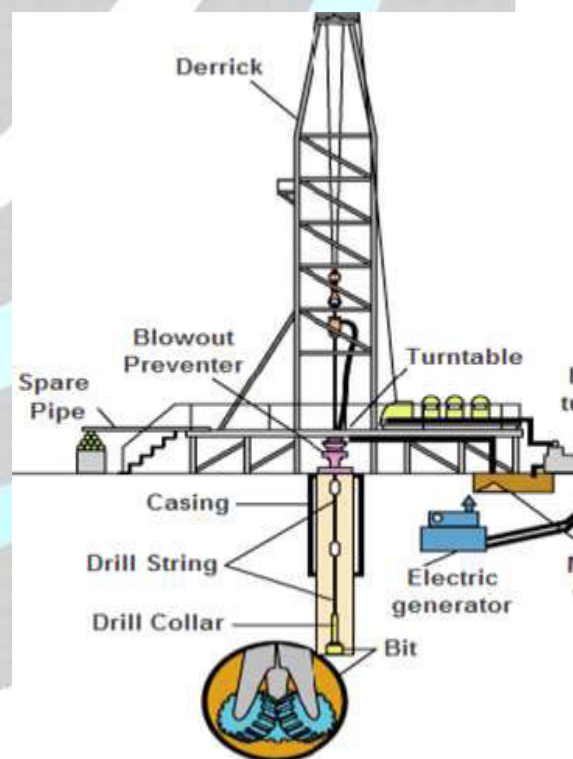 Derrick
Blowout
Preventer
Turntable
Spare
Pipe
Casing
Drill String
Electric
generator
Drill Collar
Bit